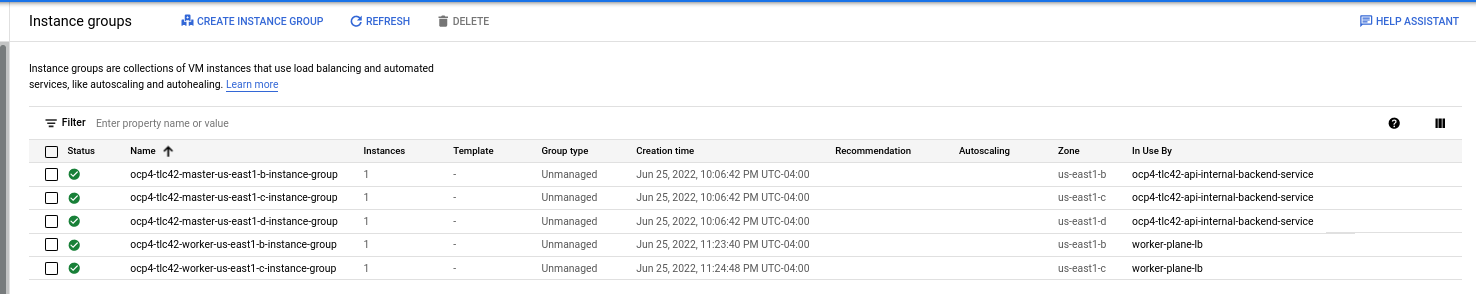 Instance groups CREATE INSTANCE GROUP REFRESH DELETE HELP ASSISTANT
Instance groups are collections of VM instances that use load balancing and automated
services, like autoscaling and autohealing. Learn more
Filter Enter property name or value
Status Name Instances Template Group type Creation time Recommendation Autoscaling Zone In Use By
ocp4-tlc42-master-us-east1-b-instance-group 1 - Unmanaged Jun 25, 2022, 10:06:42 PM UTC-04:00 us-east1-b ocp4-tlc42-api-internal-backend-service
ocp4-tlc42-master-us-east1-c-instance-group 1 - Unmanaged Jun 25, 2022, 10:06:42 PM UTC-04:00 us-east1-c ocp4-tlc42-api-internal-backend-service
ocp4-tlc42-master-us-east1-d-instance-group 1 - Unmanaged Jun 25, 2022, 10:06:42 PM UTC-04:00 us-east1-d ocp4-tlc42-api-internal-backend-service
ocp4-tlc42-worker-us-east1-b-instance-group 1 - Unmanaged Jun 25, 2022, 11:23:40 PM UTC-04:00 us-east1-b worker-plane-lb
ocp4-tlc42-worker-us-east1-c-instance-group 1 - Unmanaged Jun 25, 2022, 11:24:48 PM UTC-04:00 us-east1-c worker-plane-lb